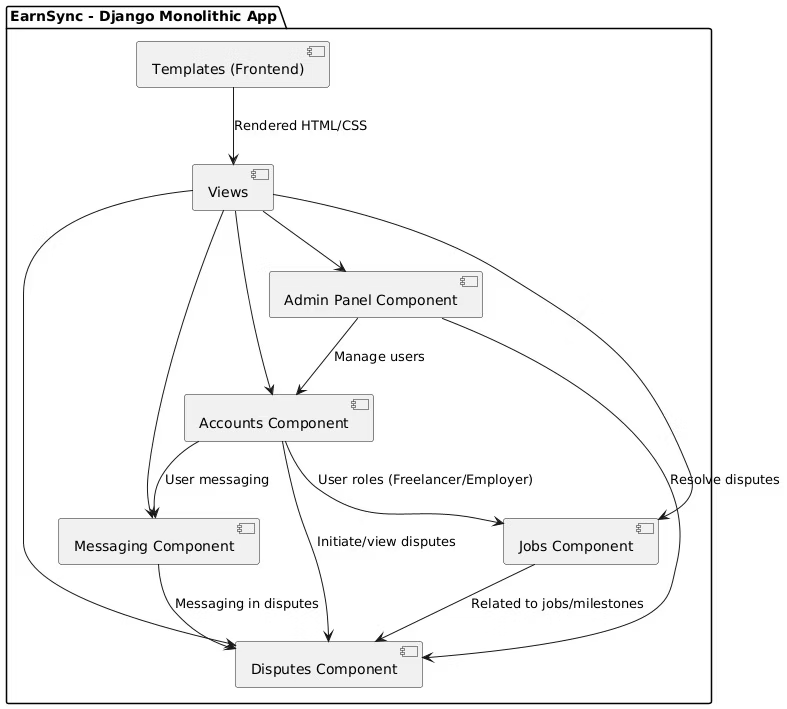 EarnSync - Django Monolithic App
Templates (Frontend)
Rendered HTML/CSS
Views
Admin Panel Component
Manage users
Accounts Component
User messaging
User roles (Freelancer/Employer)
Resolve disputes
Messaging Component
Initiate/view disputes
Jobs Component
Messaging in disputes
Related to jobs/milestones
Disputes Component